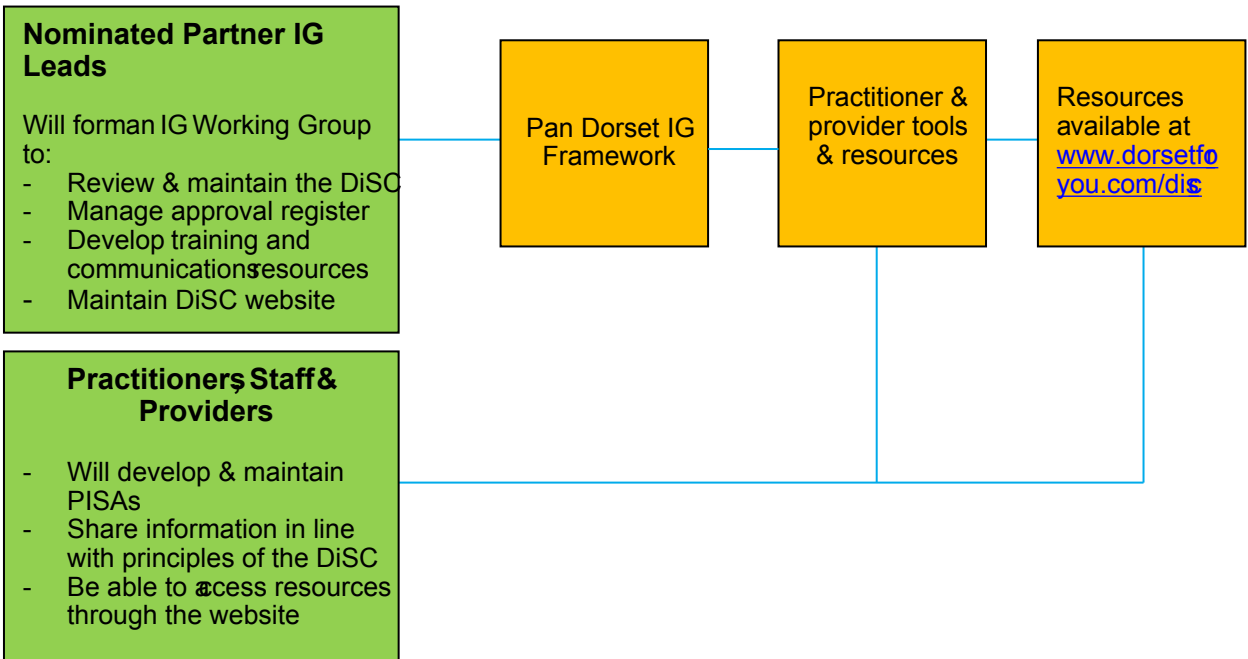 Nominated Partner IG
Leads
Will forman IG Working Group
to:
- Review & maintain the DiSC
- Manage approval register
- Develop training and
communications resources
- Maintain DiSC website
Pan Dorset IG
Framework
Practitioner &
provider tools
& resources
Resources
available at
www.dorsetfo
you.com/disc
Practitioners, Staff &
Providers
- Will develop & maintain
PISAs
- Share information in line
with principles of the DiSC
- Be able to access resources
through the website